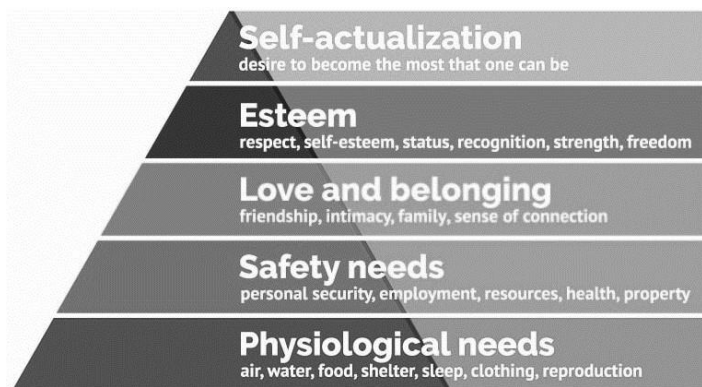 Self-actualization
desire to become the most that one can be
Esteem
respect, self-esteem, status, recognition, strength, freedom
Love and belonging
friendship, intimacy, family, sense of connection
Safety needs
personal security, employment, resources, health, property
Physiological needs
air, water, food, shelter, sleep, clothing, reproduction